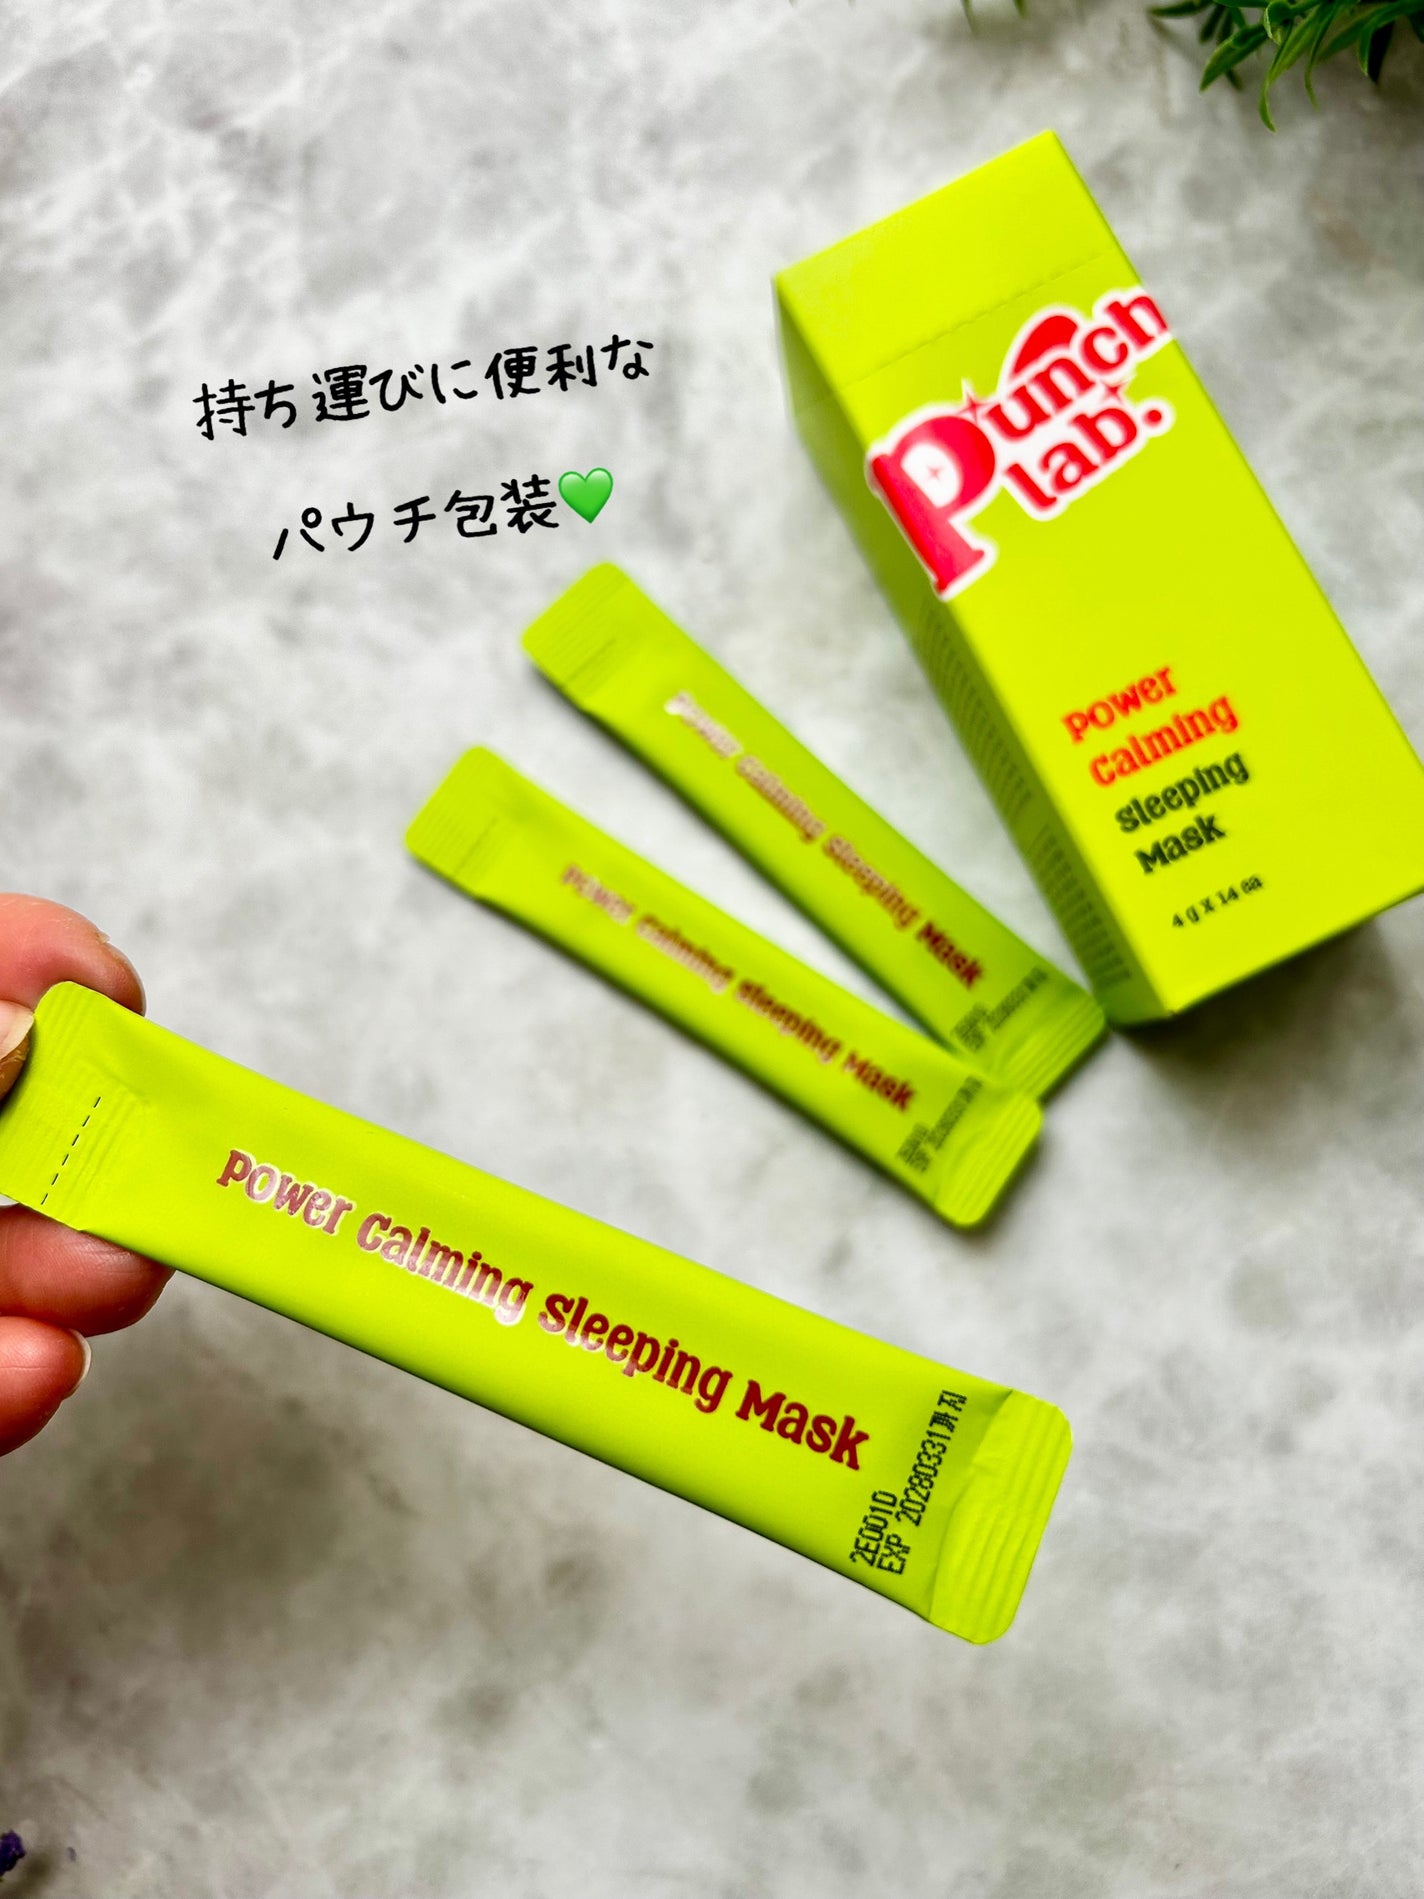 持ち運びに便利な
パウチ包装💚
Punch
lab.
Power
Calming
Sleeping
Mask
4 g X 14 ea
Power Calming Sleeping Mask
Power Calming Sleeping Mask
Power Calming Sleeping Mask
2E001D
EXP 20280331까지